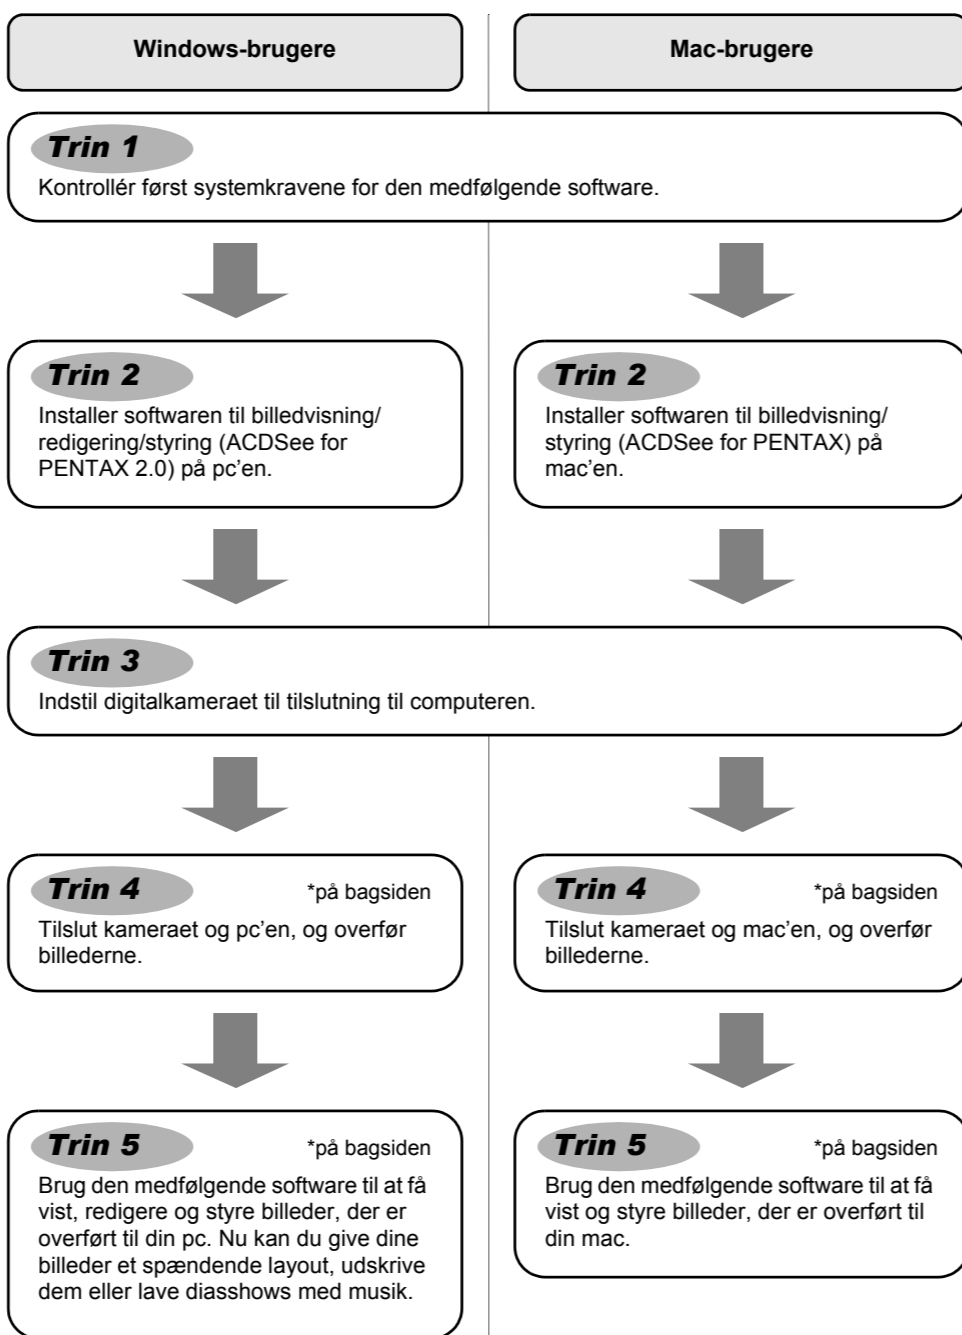 Windows-brugere
Mac-brugere
Trin 1
Kontrollér først systemkravene for den medfølgende software.
Trin 2
Installer softwaren til billedvisning/
redigering/styring (ACDSee for
PENTAX 2.0) på pc’en.
Trin 2
Installer softwaren til billedvisning/
styring (ACDSee for PENTAX) på
mac’en.
Trin 3
Indstil digitalkameraet til tilslutning til computeren.
Trin 4
*på bagsiden
Tilslut kameraet og pc’en, og overfør
billederne.
Trin 4
*på bagsiden
Tilslut kameraet og mac’en, og overfør
billederne.
Trin 5
*på bagsiden
Brug den medfølgende software til at få
vist, redigere og styre billeder, der er
overført til din pc. Nu kan du give dine
billeder et spændende layout, udskrive
dem eller lave diasshows med musik.
Trin 5
*på bagsiden
Brug den medfølgende software til at få
vist og styre billeder, der er overført til
din mac.